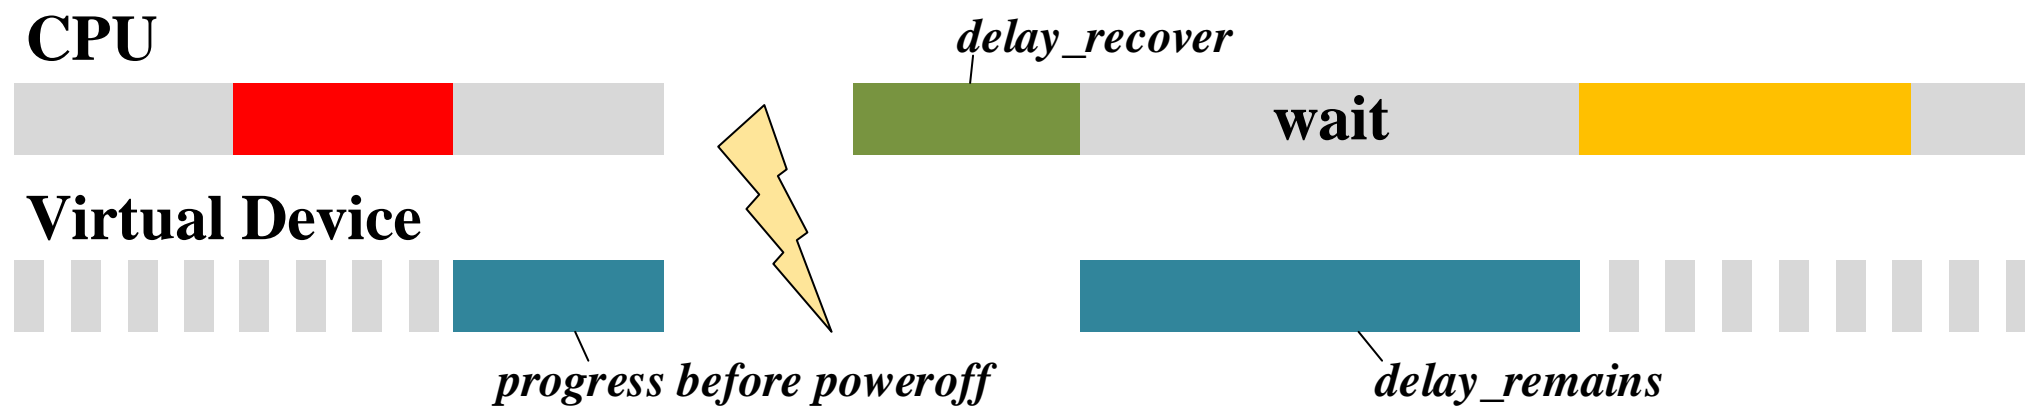 CPU
delay_recover
wait
Virtual Device
progress before poweroff
delay_remains